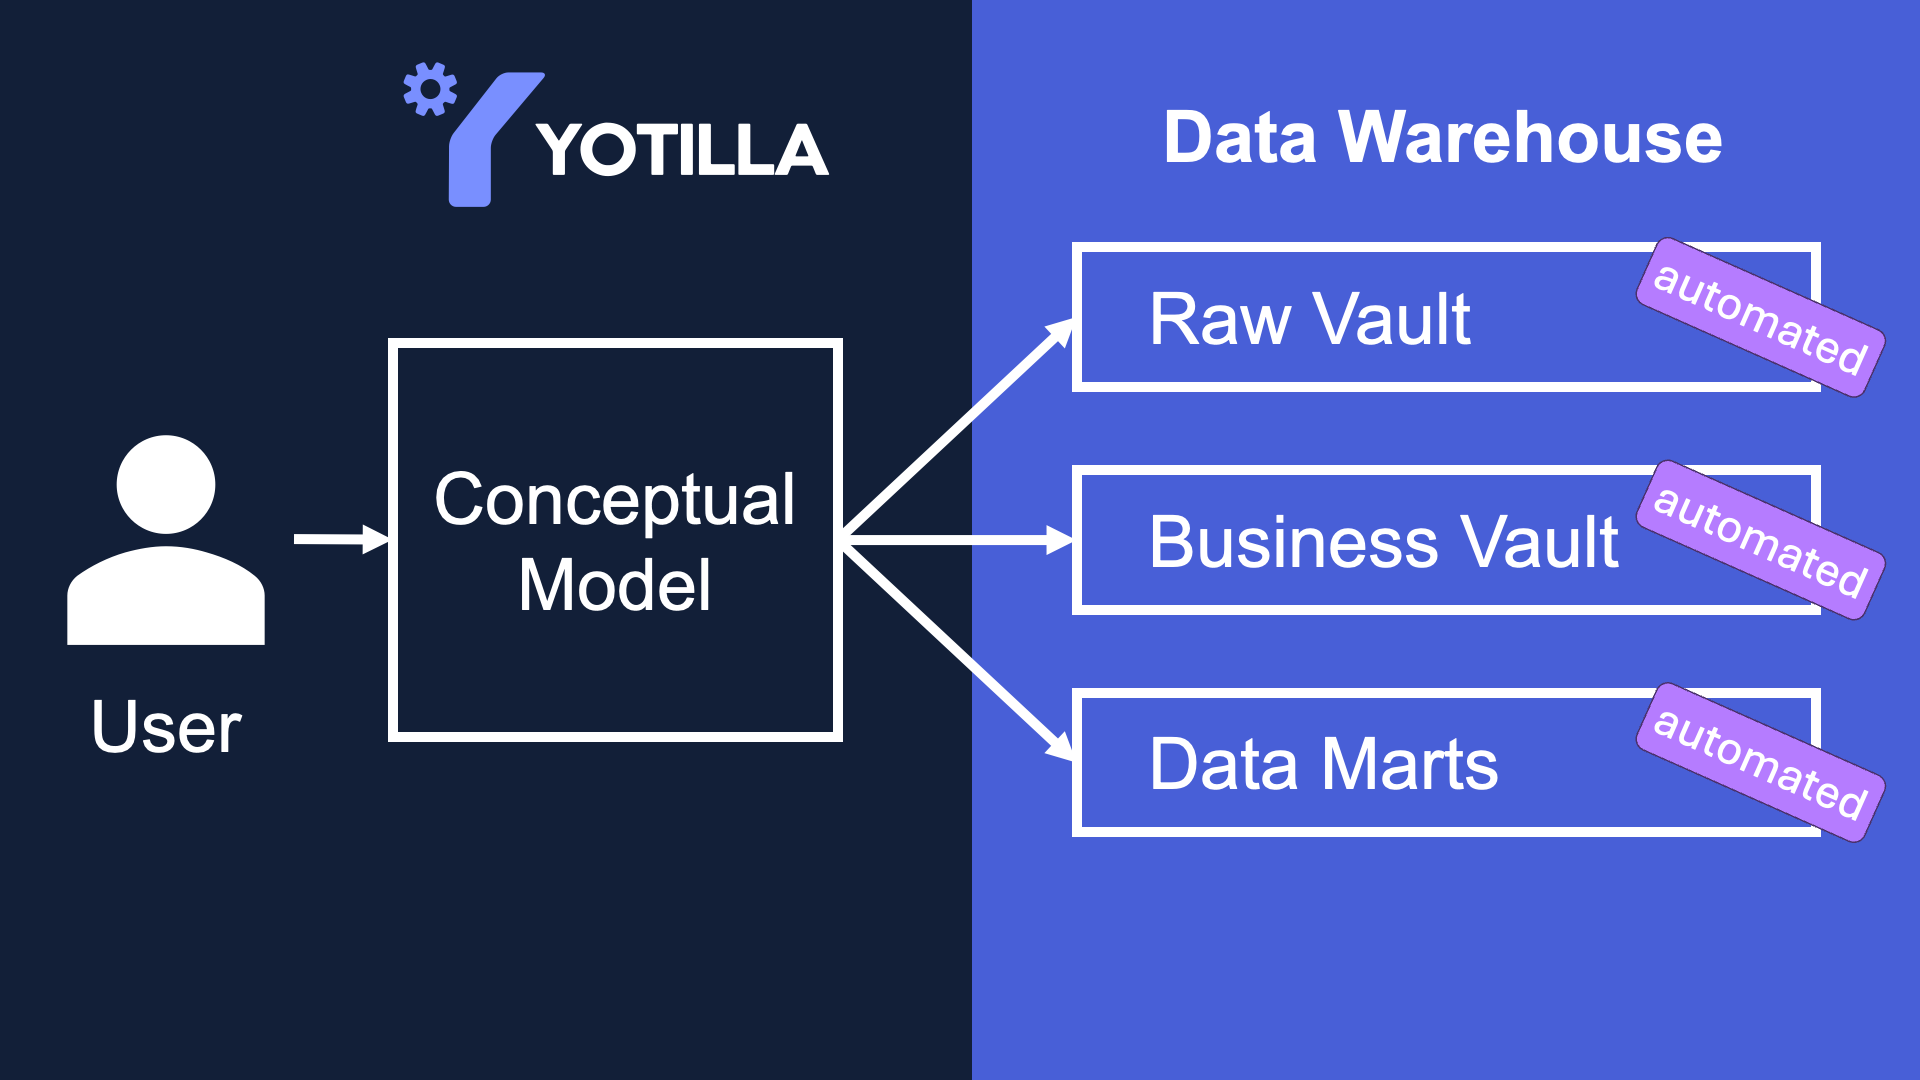 YOTILLA
Data Warehouse
User
Conceptual
Model
Raw Vault
automated
Business Vault
automated
Data Marts
automated